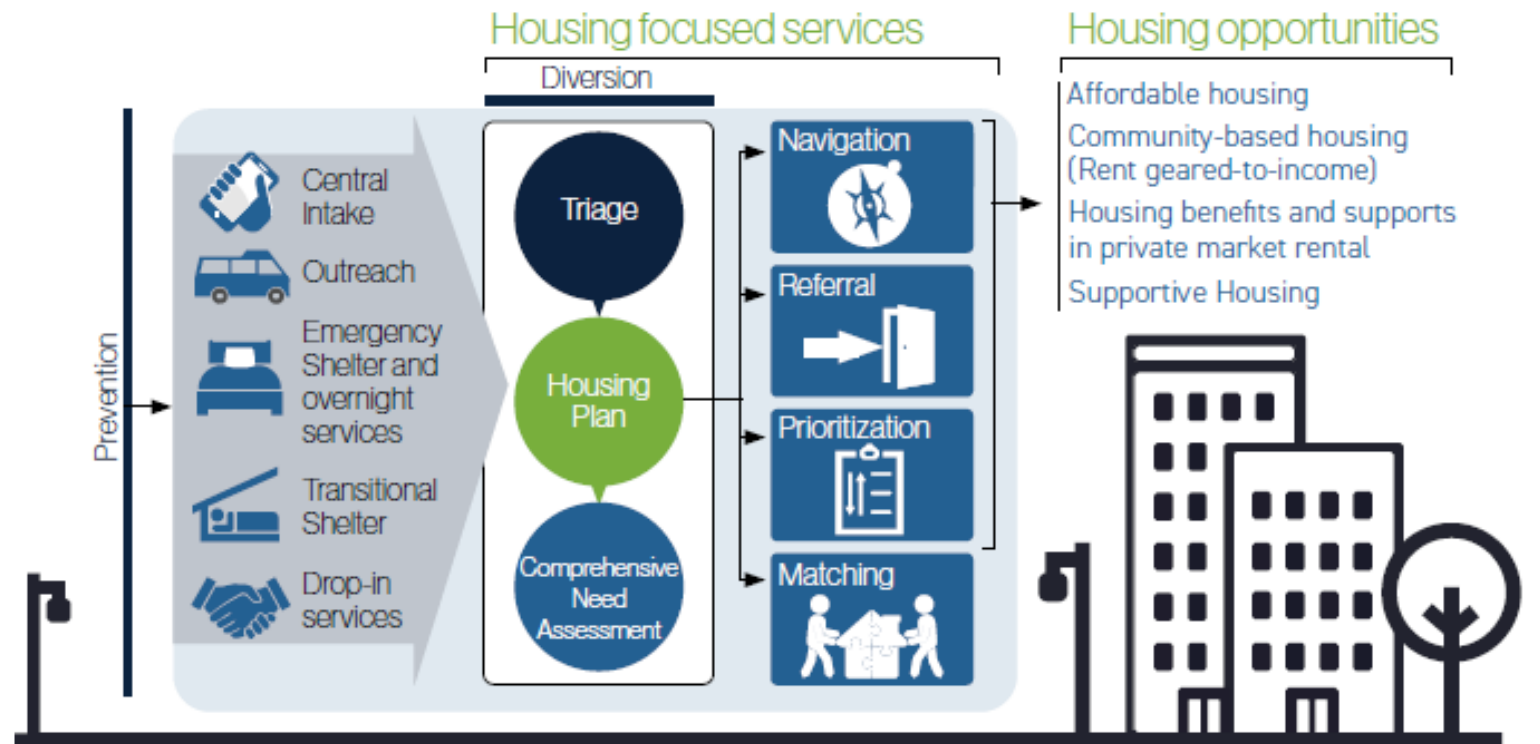 Housing focused services
Housing opportunities
Diversion
Prevention
Central
Intake
Outreach
Emergency
Shelter and
overnight
services
Transitional
Shelter
Drop-in
services
Triage
Housing
Plan
Comprehensive
Need
Assessment
Navigation
Referral
Prioritization
Matching
Affordable housing
Community-based housing
(Rent geared-to-income)
Housing benefits and supports
in private market rental
Supportive Housing